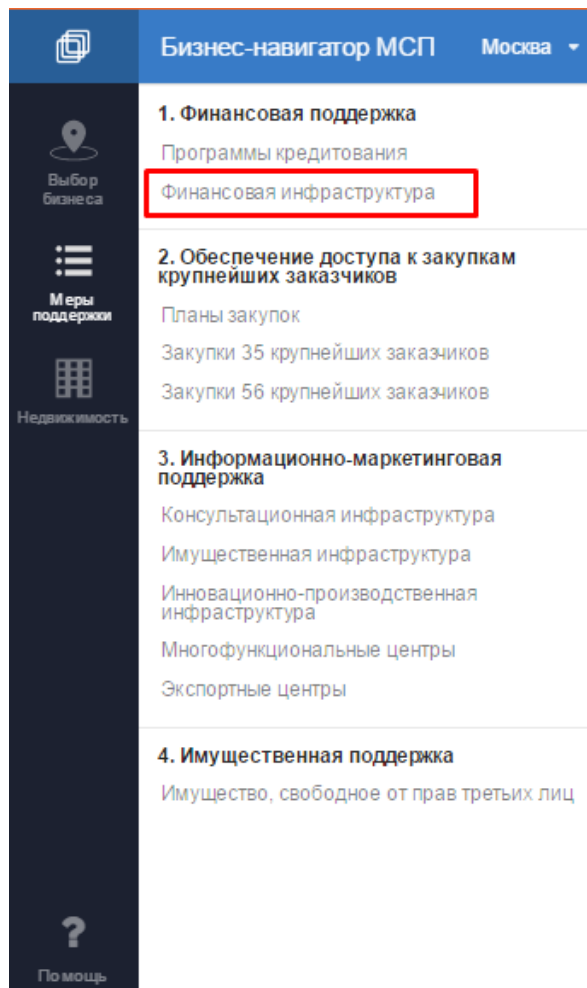 Бизнес-навигатор МСП Москва
Выбор
бизнеса
Меры
поддержки
Недвижимость
Помощь
1. Финансовая поддержка
Программы кредитования
Финансовая инфраструктура
2. Обеспечение доступа к закупкам
крупнейших заказчиков
Планы закупок
Закупки 35 крупнейших заказчиков
Закупки 56 крупнейших заказчиков
3. Информационно-маркетинговая
поддержка
Консультационная инфраструктура
Имущественная инфраструктура
Инновационно-производственная
инфраструктура
Многофункциональные центры
Экспортные центры
4. Имущественная поддержка
Имущество, свободное от прав третьих лиц